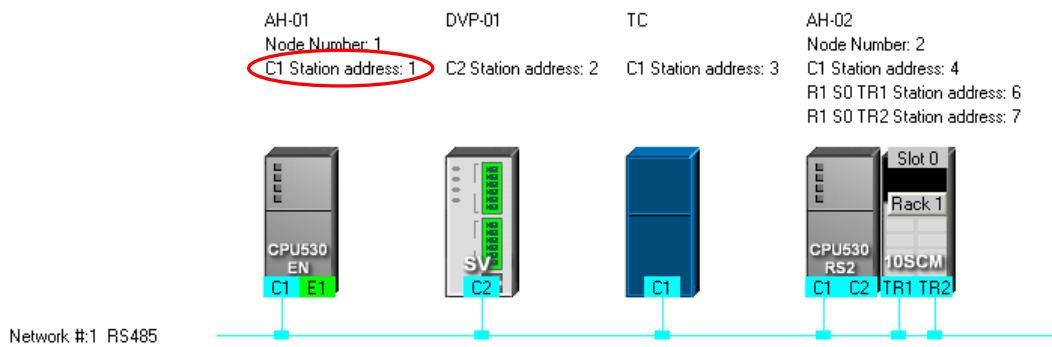 AH-01 DVP-01 TC AH-02
Node Number: 1 Node Number: 2
C1 Station address: 1 C2 Station address: 2 C1 Station address: 3 C1 Station address: 4
R1 S0 TR1 Station address: 6
R1 S0 TR2 Station address: 7
Slot 0
Rack 1
CPU530 EN SV CPU530 RS2 10SCM
C1 E1 C2 C1 C1 C2 TR1 TR2
Network #:1 RS485